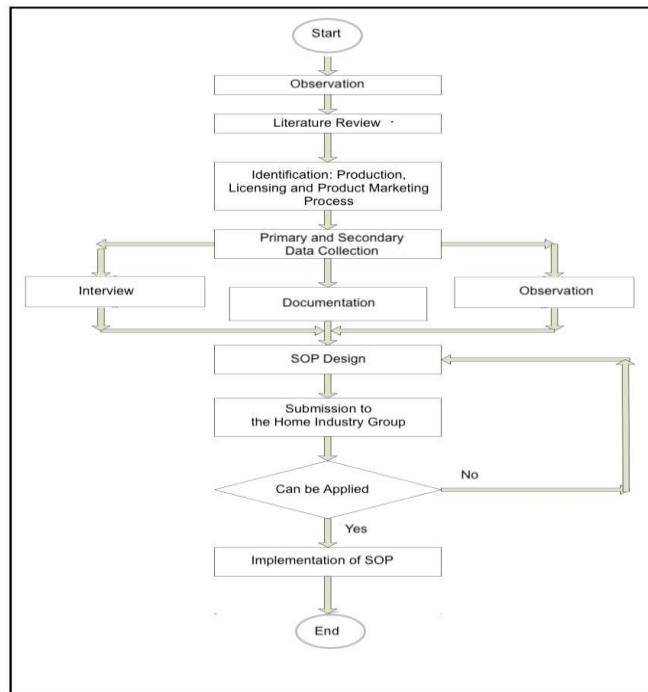 Start
Observation
Literature Review
Identification: Production,
Licensing and Product Marketing
Process
Primary and Secondary
Data Collection
Interview
Documentation
Observation
SOP Design
Submission to
the Home Industry Group
Can be Applied
No
Yes
Implementation of SOP
End